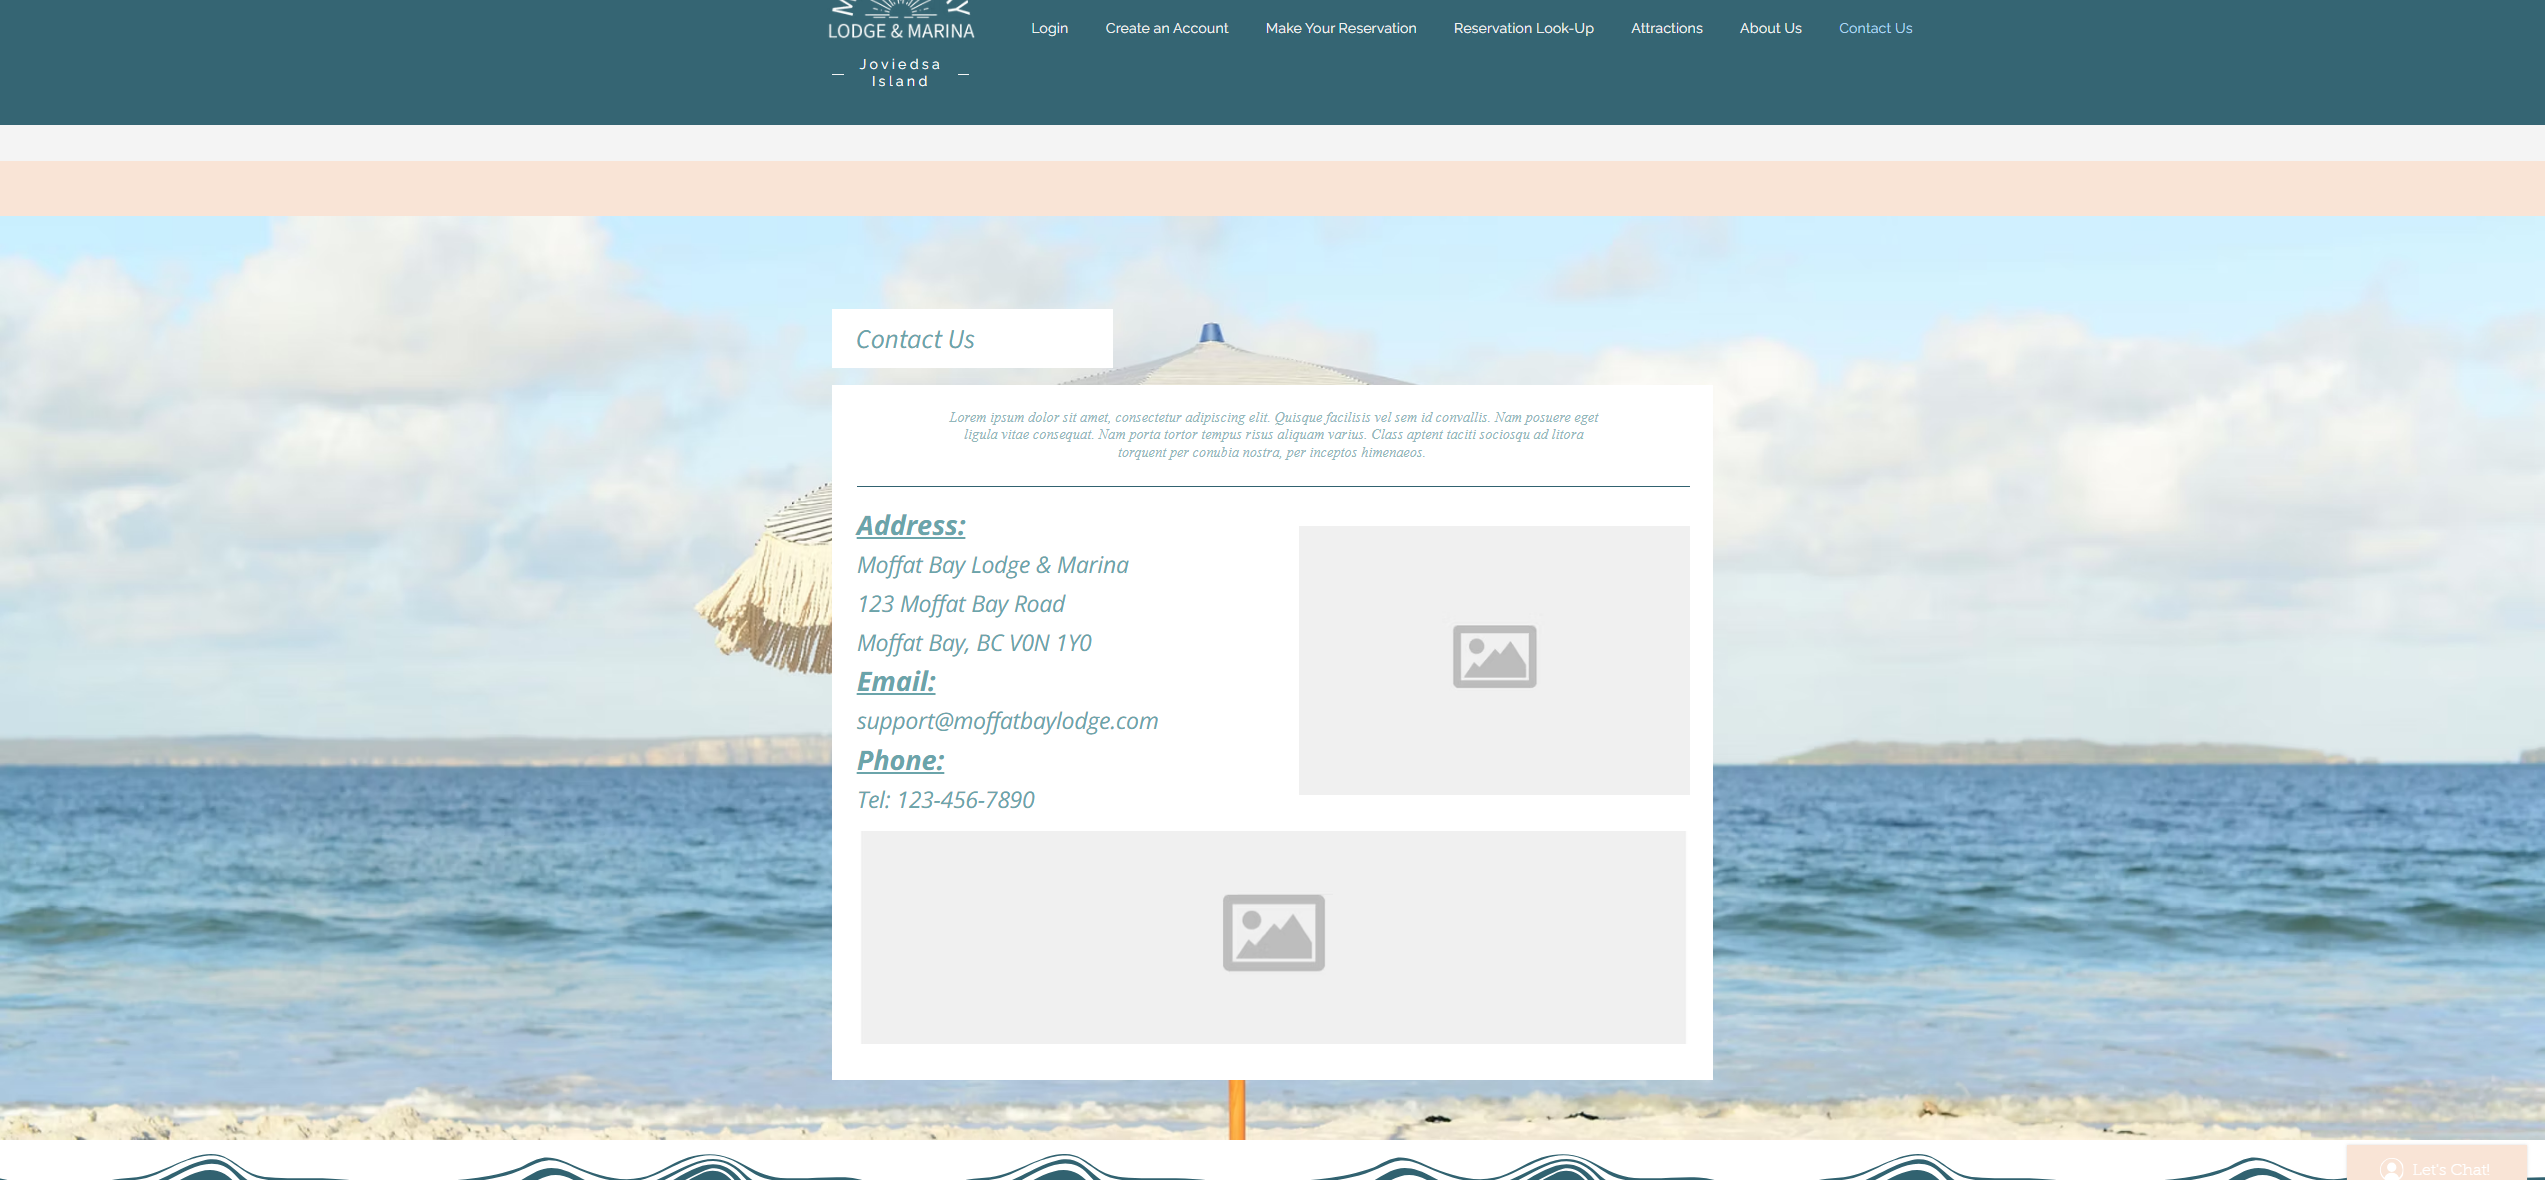 LODGE & MARINA
Joviedsa
Island
Login
Create an Account
Make Your Reservation
Reservation Look-Up
Attractions
About Us
Contact Us
Contact Us
Lorem ipsum dolor sit amet, consectetur adipiscing elit. Quisque facilisis vel sem id convallis. Nam posuere eget
ligula vitae consequat. Nam porta tortor tempus risus aliquam varius. Class aptent taciti sociosqu ad litora
torquent per conubia nostra, per inceptos himenaeos.
Address:
Moffat Bay Lodge & Marina
123 Moffat Bay Road
Moffat Bay, BC V0N 1Y0
Email:
support@moffatbaylodge.com
Phone:
Tel: 123-456-7890
Let's Chat!